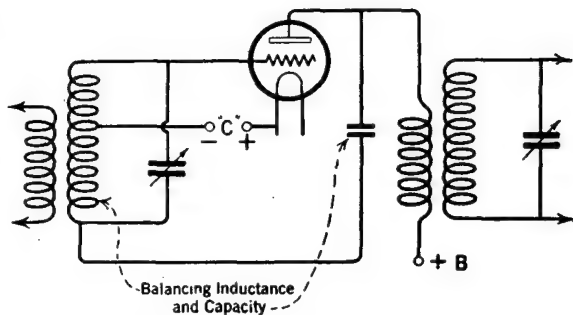 "C"
− +
+ B
Balancing Inductance
and Capacity